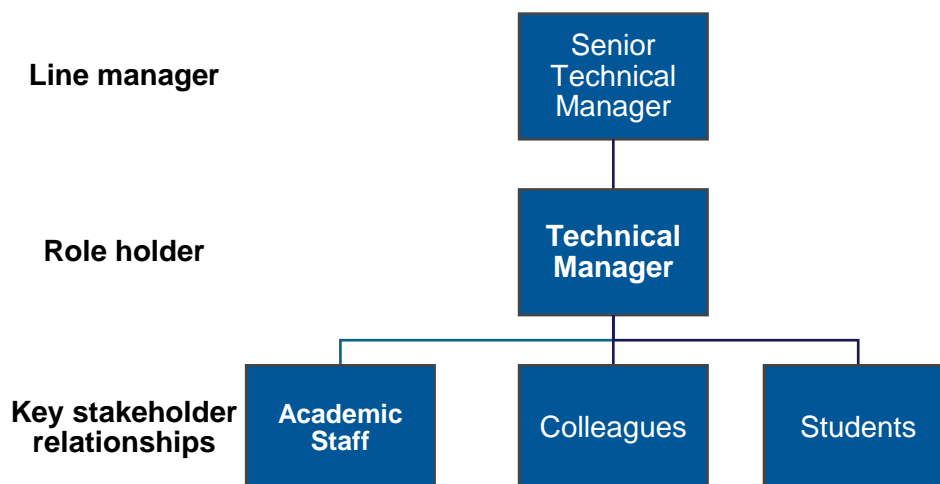 Line manager
Senior
Technical
Manager
Role holder
Technical
Manager
Key stakeholder
relationships
Academic
Staff
Colleagues
Students